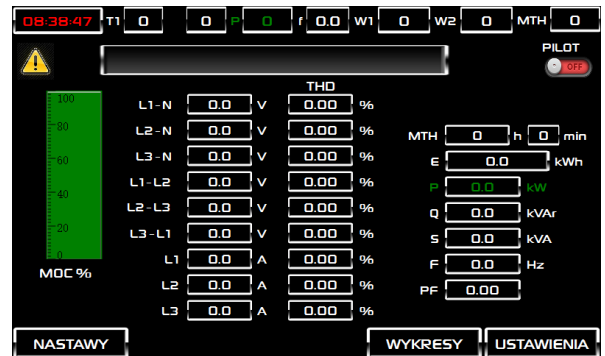 08:38:47 T1 0 0 P 0 f 0.0 W1 0 W2 0 MTH 0
PILOT
OFF
THD
100
80
60
40
20
0
MOC %
L1-N 0.0 V 0.00 %
L2-N 0.0 V 0.00 %
L3-N 0.0 V 0.00 %
L1-L2 0.0 V 0.00 %
L2-L3 0.0 V 0.00 %
L3-L1 0.0 V 0.00 %
L1 0.0 A 0.00 %
L2 0.0 A 0.00 %
L3 0.0 A 0.00 %
MTH 0 h 0 min
E 0.0 kWh
P 0.0 kW
Q 0.0 kVAr
S 0.0 kVA
F 0.0 Hz
PF 0.00
NASTAWY WYKRESY USTAWIENIA